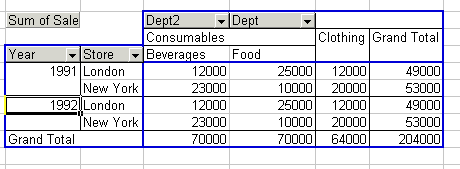 Sum of Sale Dept2 Dept
Consumables Clothing Grand Total
Year Store Beverages Food
1991 London 12000 25000 12000 49000
New York 23000 10000 20000 53000
1992 London 12000 25000 12000 49000
New York 23000 10000 20000 53000
Grand Total 70000 70000 64000 204000